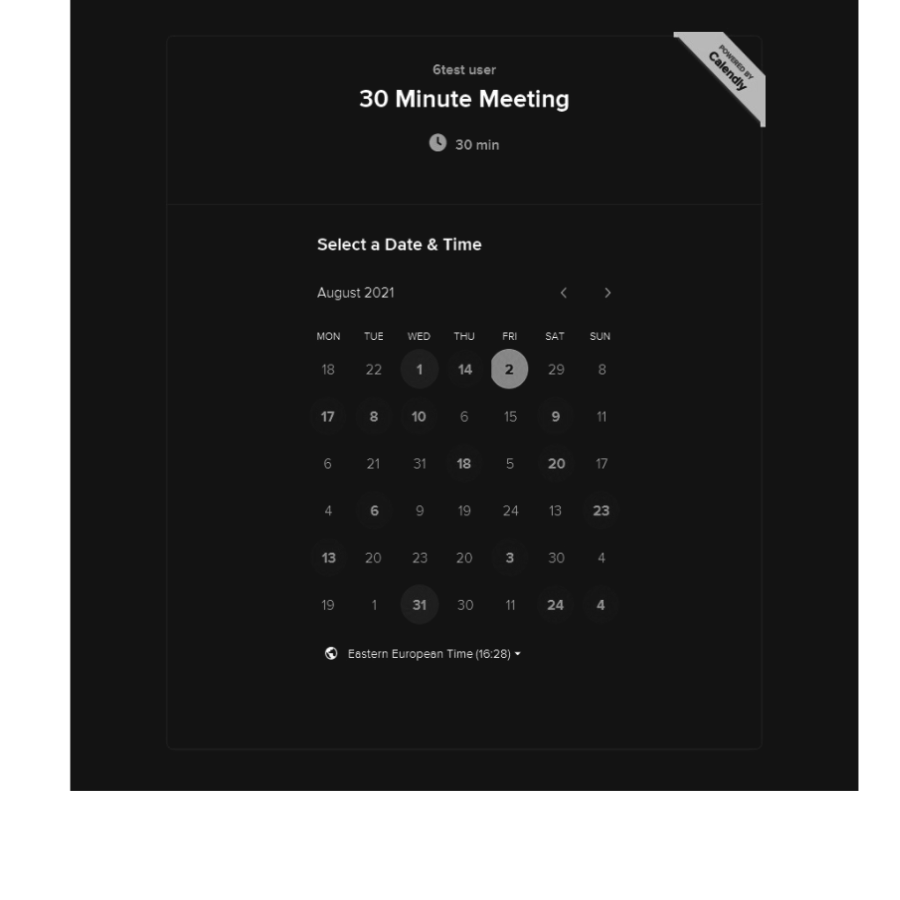 POWERED BY
Calendly
6test user
30 Minute Meeting
30 min
Select a Date & Time
August 2021
MON TUE WED THU FRI SAT SUN
18 22 1 14 2 29 8
17 8 10 6 15 9 11
6 21 31 18 5 20 17
4 6 9 19 24 13 23
13 20 23 20 3 30 4
19 1 31 30 11 24 4
Eastern European Time (16:28)